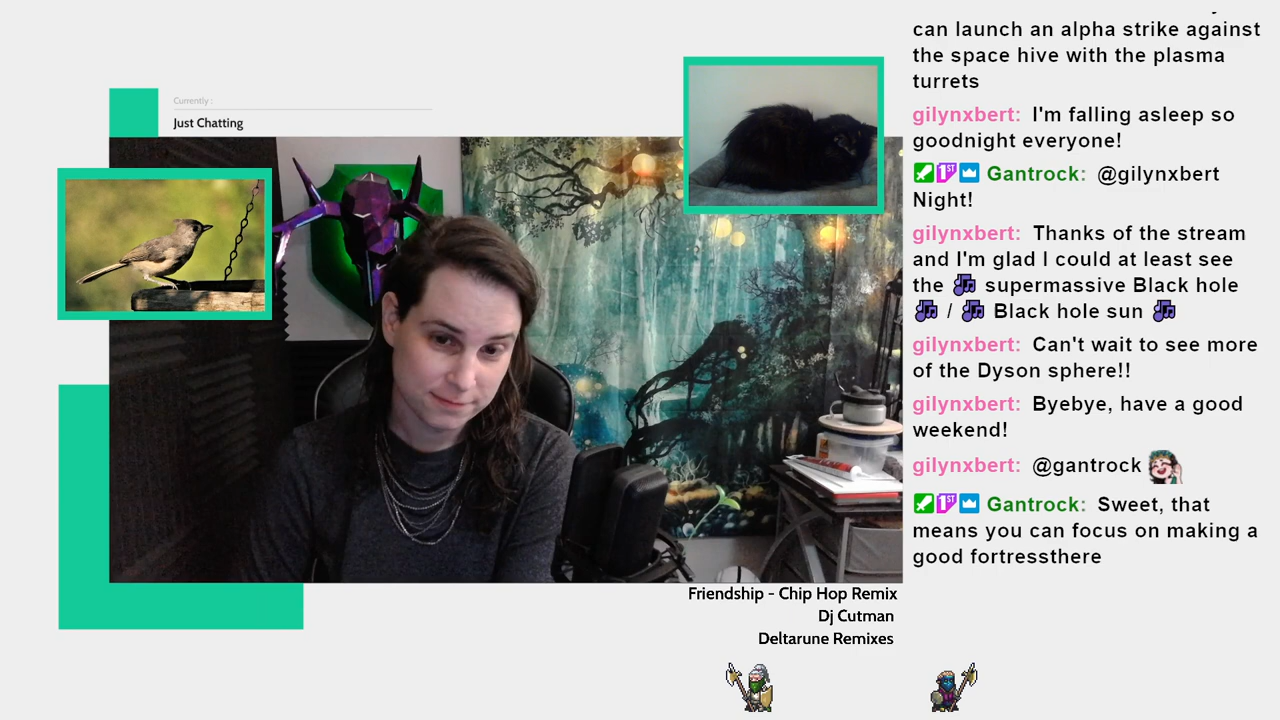 can launch an alpha strike against
the space hive with the plasma
turrets
gilynxbert: I'm falling asleep so
goodnight everyone!
1ST Gantrock: @gilynxbert
Night!
gilynxbert: Thanks of the stream
and I'm glad I could at least see
the supermassive Black hole
/ Black hole sun
gilynxbert: Can't wait to see more
of the Dyson sphere!!
gilynxbert: Byebye, have a good
weekend!
gilynxbert: @gantrock
1ST Gantrock: Sweet, that
means you can focus on making a
good fortressthere
Currently :
Just Chatting
Friendship - Chip Hop Remix
Dj Cutman
Deltarune Remixes